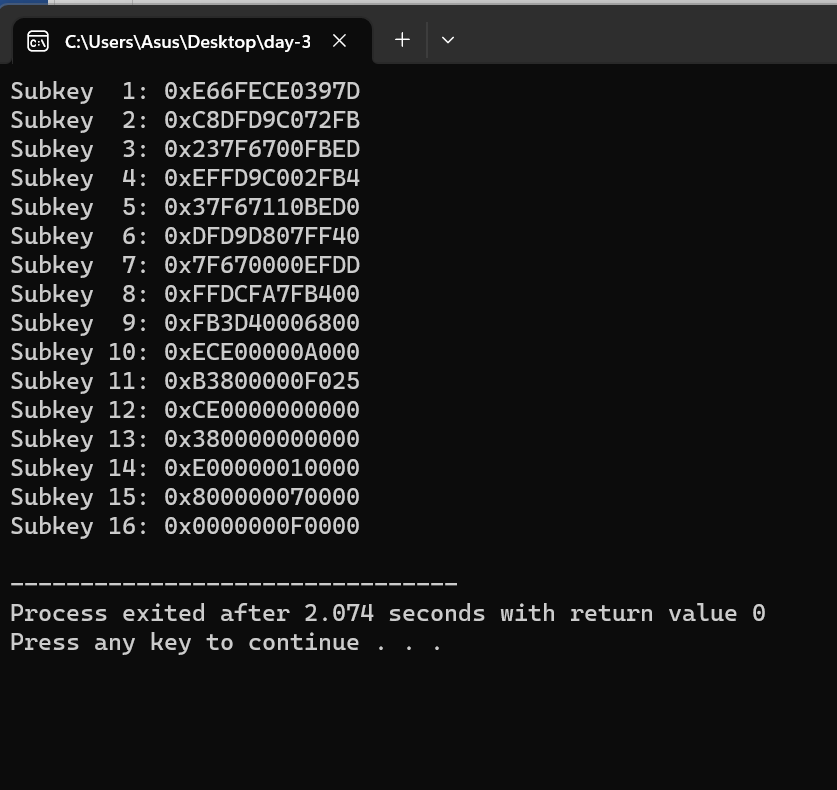 C:\Users\Asus\Desktop\day-3
Subkey  1: 0xE66FECE0397D
Subkey  2: 0xC8DFD9C072FB
Subkey  3: 0x237F6700FBED
Subkey  4: 0xEFFD9C002FB4
Subkey  5: 0x37F67110BED0
Subkey  6: 0xDFD9D807FF40
Subkey  7: 0x7F670000EFDD
Subkey  8: 0xFFDCFA7FB400
Subkey  9: 0xFB3D40006800
Subkey 10: 0xECE00000A000
Subkey 11: 0xB3800000F025
Subkey 12: 0xCE0000000000
Subkey 13: 0x380000000000
Subkey 14: 0xE00000010000
Subkey 15: 0x800000070000
Subkey 16: 0x0000000F0000
--------------------------------
Process exited after 2.074 seconds with return value 0
Press any key to continue . . .